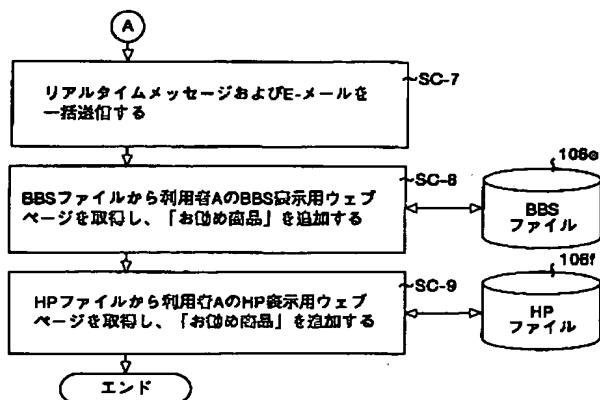 A
リアルタイムメッセージおよびE-メールを
一括送信する
SC-7
BBSファイルから利用者AのBBS表示用ウェブ
ページを取得し、「お勧め商品」を追加する
SC-8
106e
BBS
ファイル
HPファイルから利用者AのHP表示用ウェブ
ページを取得し、「お勧め商品」を追加する
SC-9
106f
HP
ファイル
エンド